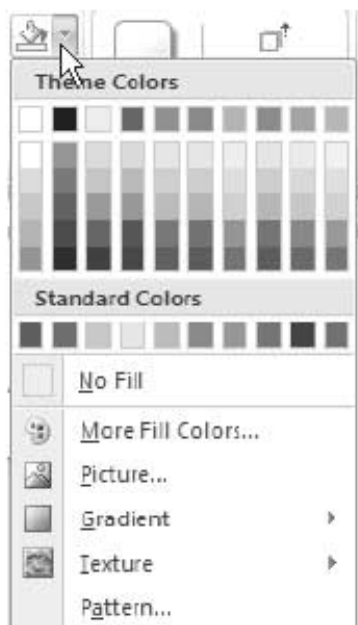 Theme Colors
Standard Colors
No Fill
More Fill Colors...
Picture...
Gradient
Texture
Pattern...